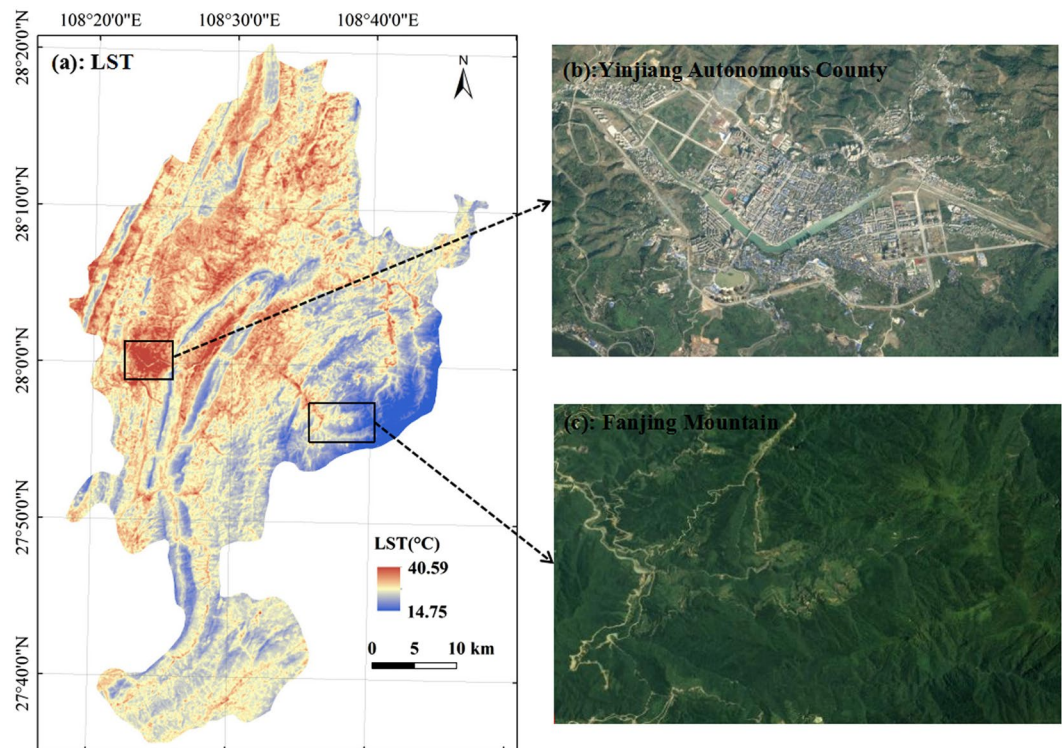 108°20'0"E 108°30'0"E 108°40'0"E
(a): LST
N
28°20'0"N
28°10'0"N
28°0'0"N
27°50'0"N
27°40'0"N
LST(°C)
40.59
14.75
0 5 10 km
(b):Yinjiang Autonomous County
(c): Fanjing Mountain